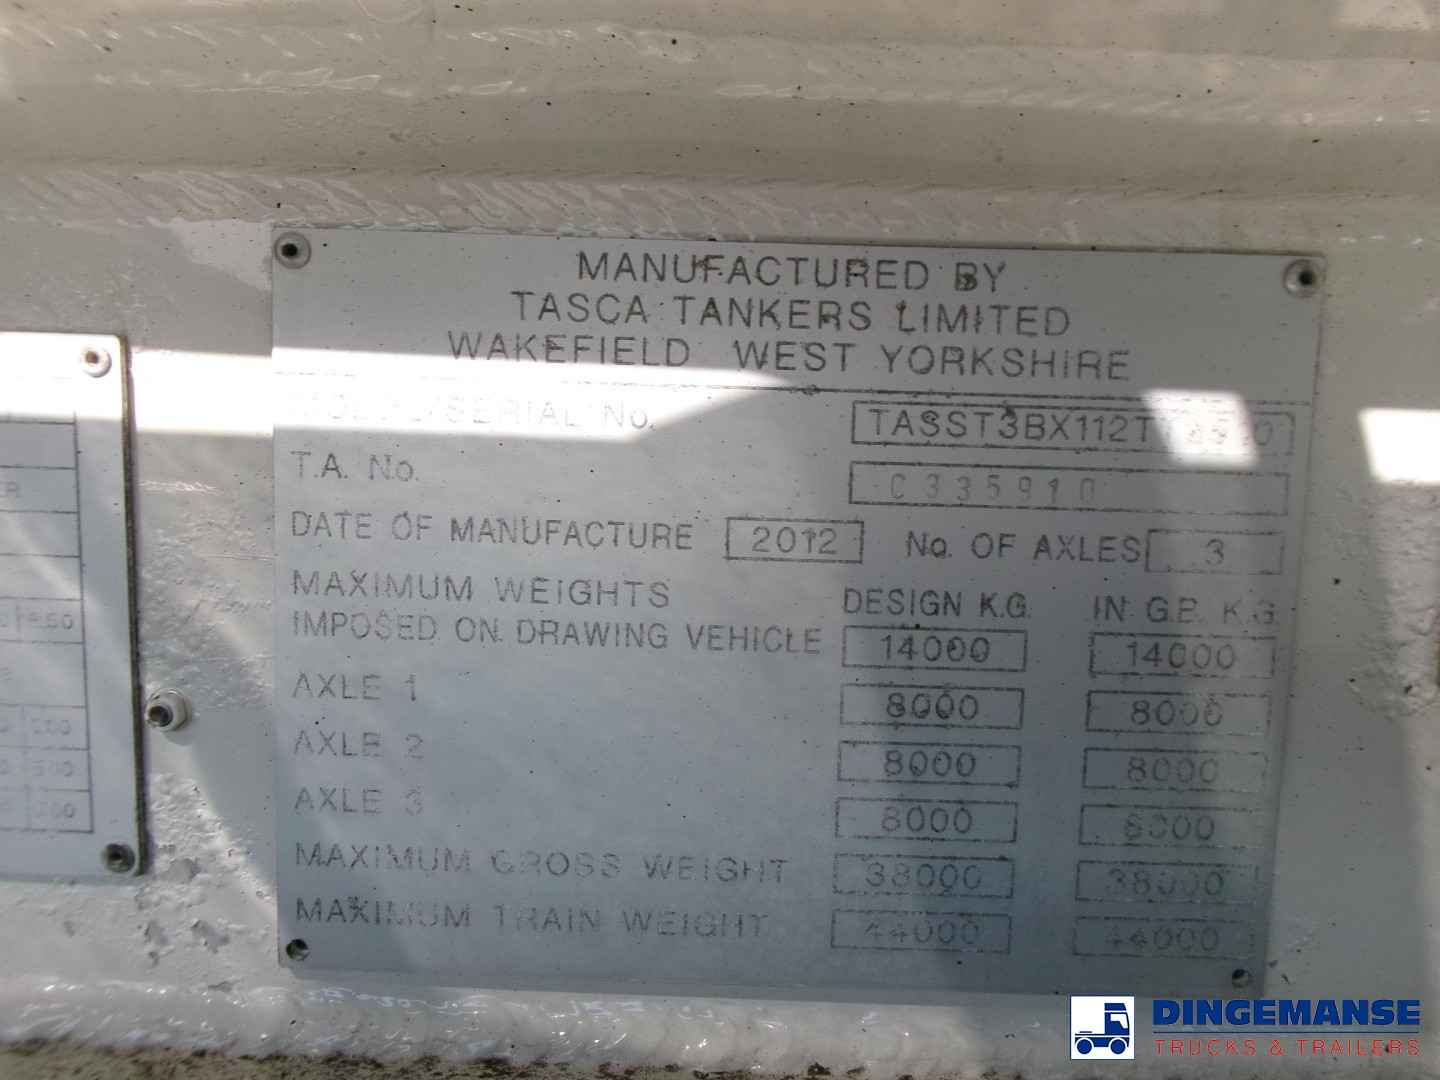 MANUFACTURED BY
TASCA TANKERS LIMITED
WAKEFIELD WEST YORKSHIRE
MODEL/SERIAL No.
T.A. No. C335910
DATE OF MANUFACTURE 2012 No. OF AXLES 3
MAXIMUM WEIGHTS DESIGN K.G. IN G.B. K.G.
IMPOSED ON DRAWING VEHICLE 14000 14000
AXLE 1 8000 8000
AXLE 2 8000 8000
AXLE 3 8000 8000
MAXIMUM GROSS WEIGHT 38000 38000
MAXIMUM TRAIN WEIGHT 44000 44000
DINGEMANSE
TRUCKS & TRAILERS